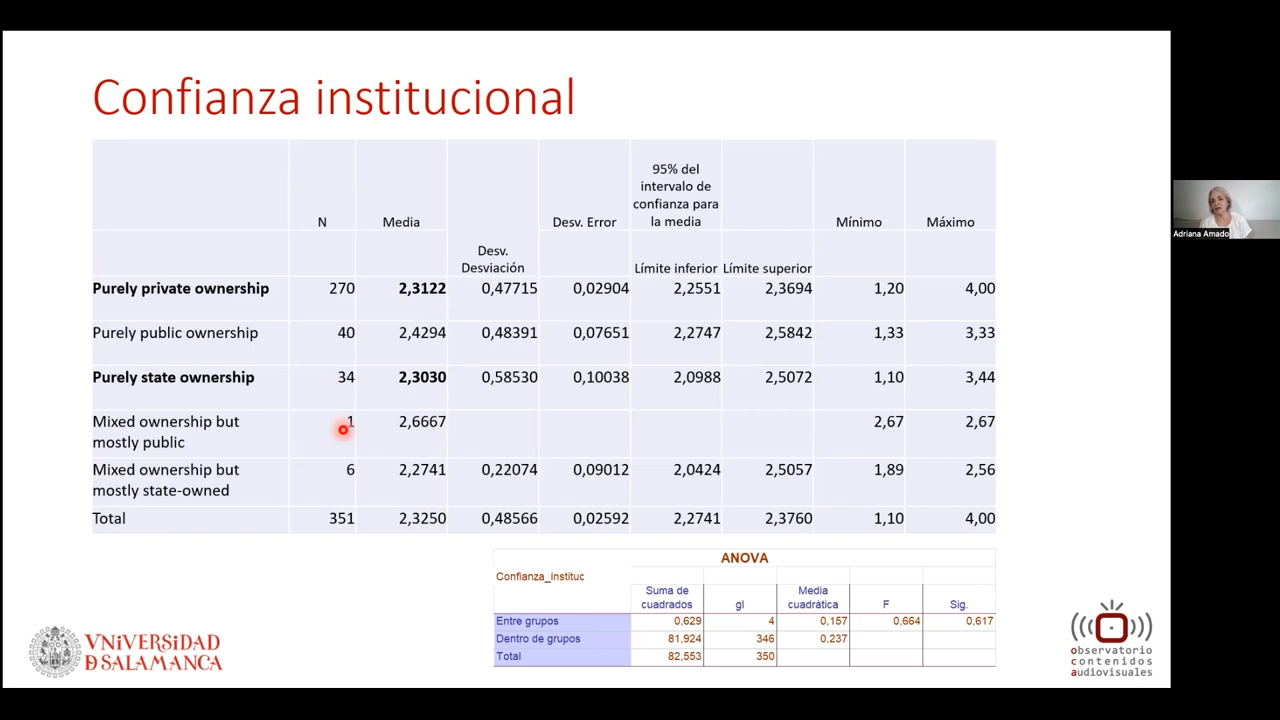 Confianza institucional
N
Media
Desv.
Desviación
Desv. Error
95% del
intervalo de
confianza para
la media
Mínimo
Máximo
Límite inferior
Límite superior
Purely private ownership 270 2,3122 0,47715 0,02904 2,2551 2,3694 1,20 4,00
Purely public ownership 40 2,4294 0,48391 0,07651 2,2747 2,5842 1,33 3,33
Purely state ownership 34 2,3030 0,58530 0,10038 2,0988 2,5072 1,10 3,44
Mixed ownership but 1 2,6667 2,67 2,67
mostly public
Mixed ownership but 6 2,2741 0,22074 0,09012 2,0424 2,5057 1,89 2,56
mostly state-owned
Total 351 2,3250 0,48566 0,02592 2,2741 2,3760 1,10 4,00
ANOVA
Confianza_instituc
Suma de
cuadrados
gl
Media
cuadrática
F
Sig.
Entre grupos 0,629 4 0,157 0,664 0,617
Dentro de grupos 81,924 346 0,237
Total 82,553 350
VNiVERSiDAD
D SALAMANCA
observatorio
contenidos
audiovisuales
Adriana Amado